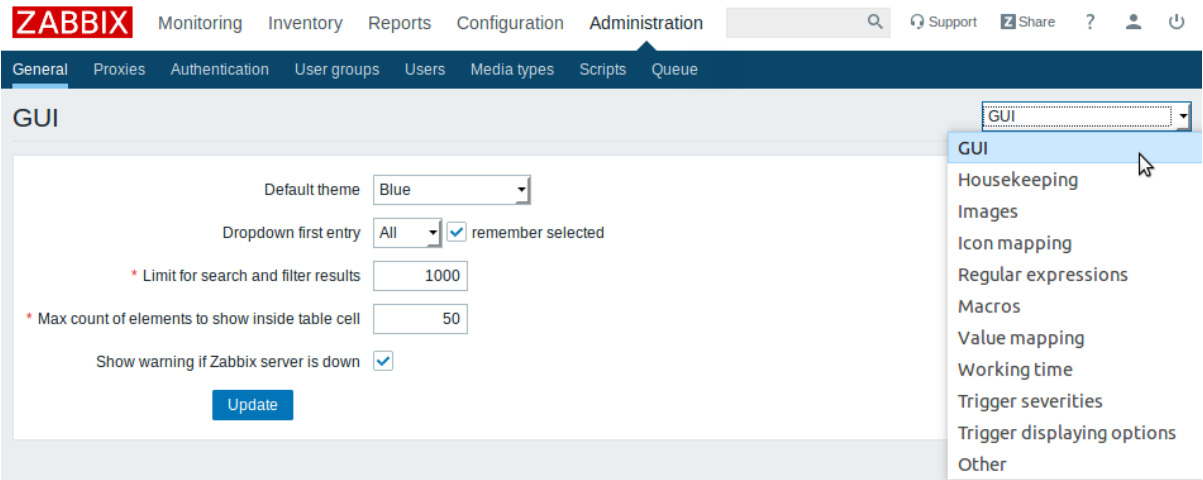 ZABBIX Monitoring Inventory Reports Configuration Administration Support Z Share ?
General Proxies Authentication User groups Users Media types Scripts Queue
GUI GUI
GUI
Housekeeping
Images
Icon mapping
Regular expressions
Macros
Value mapping
Working time
Trigger severities
Trigger displaying options
Other
Default theme Blue
Dropdown first entry All remember selected
* Limit for search and filter results 1000
* Max count of elements to show inside table cell 50
Show warning if Zabbix server is down
Update